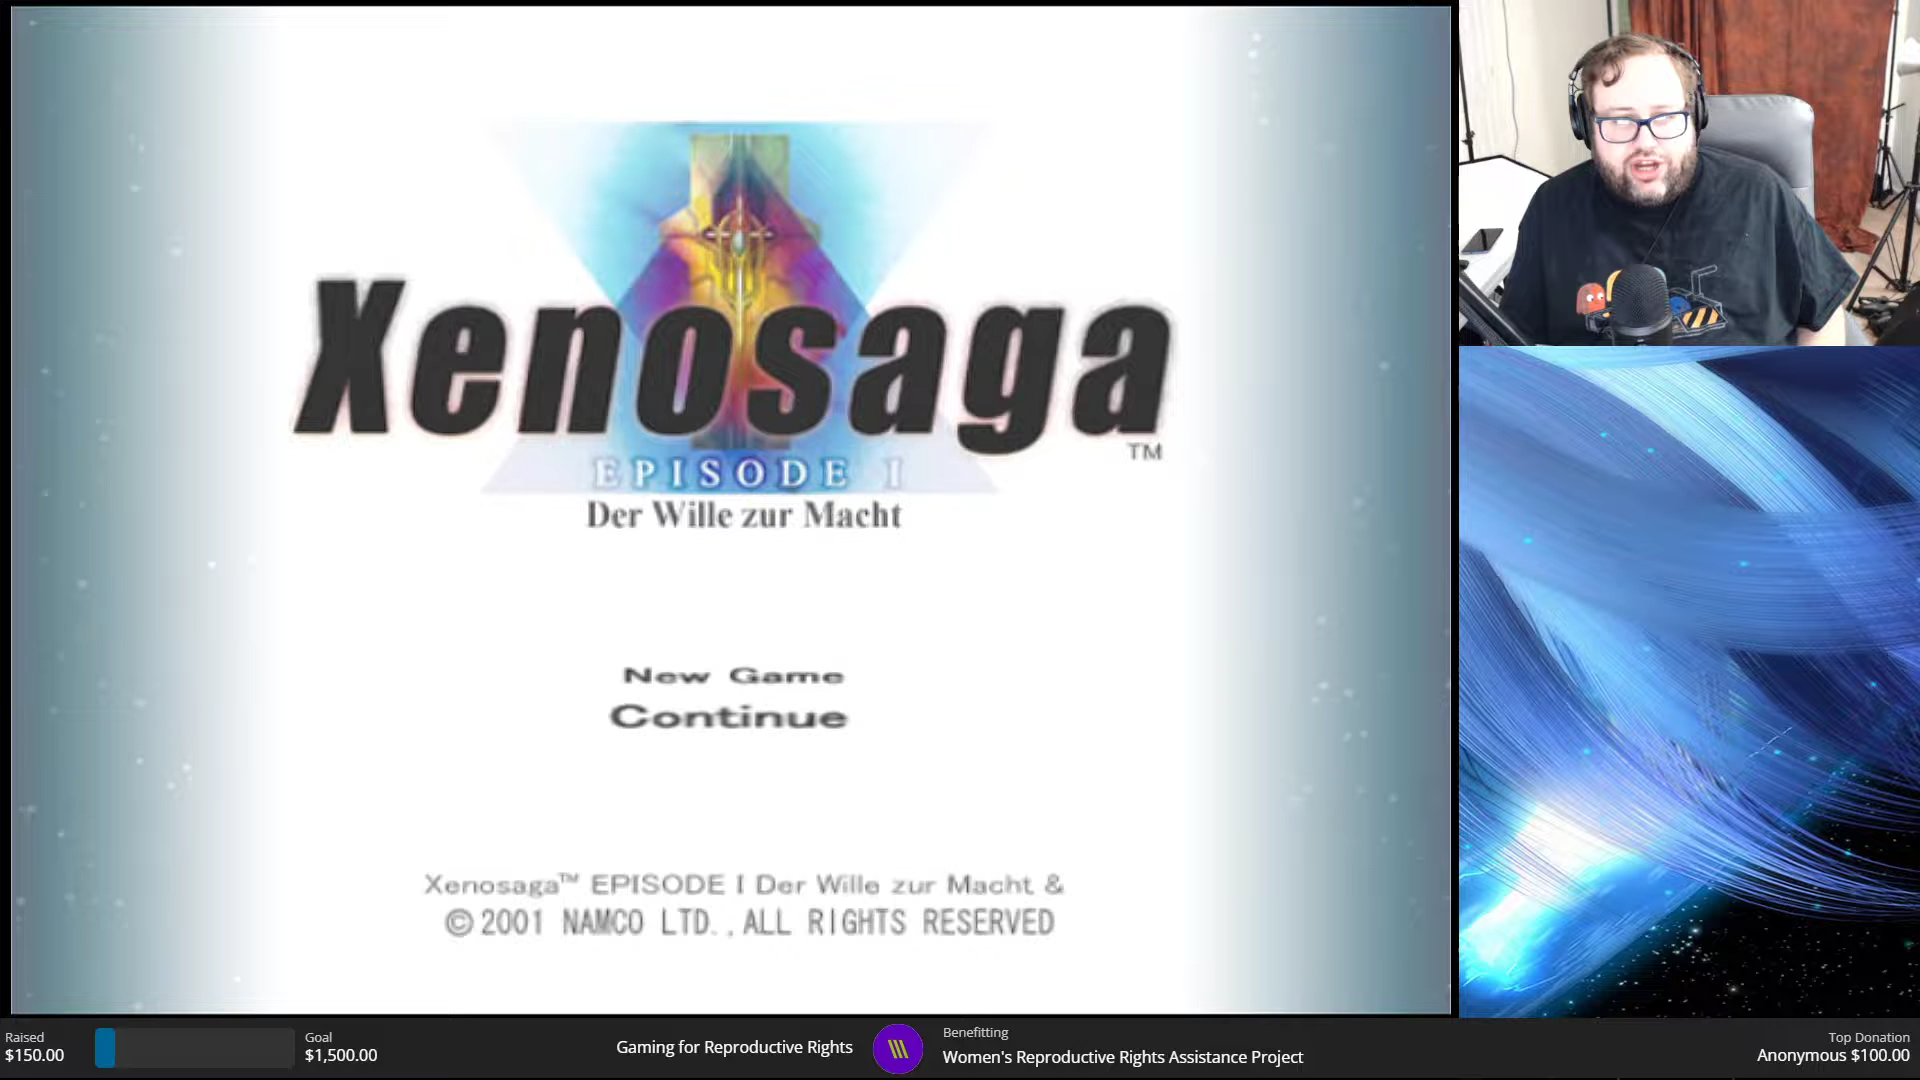 Xenosaga
TM
EPISODE I
Der Wille zur Macht
New Game
Continue
Xenosaga™ EPISODE I Der Wille zur Macht &
©2001 NAMCO LTD., ALL RIGHTS RESERVED
Raised
$150.00
Goal
$1,500.00
Gaming for Reproductive Rights
Benefitting
Women's Reproductive Rights Assistance Project
Top Donation
Anonymous $100.00